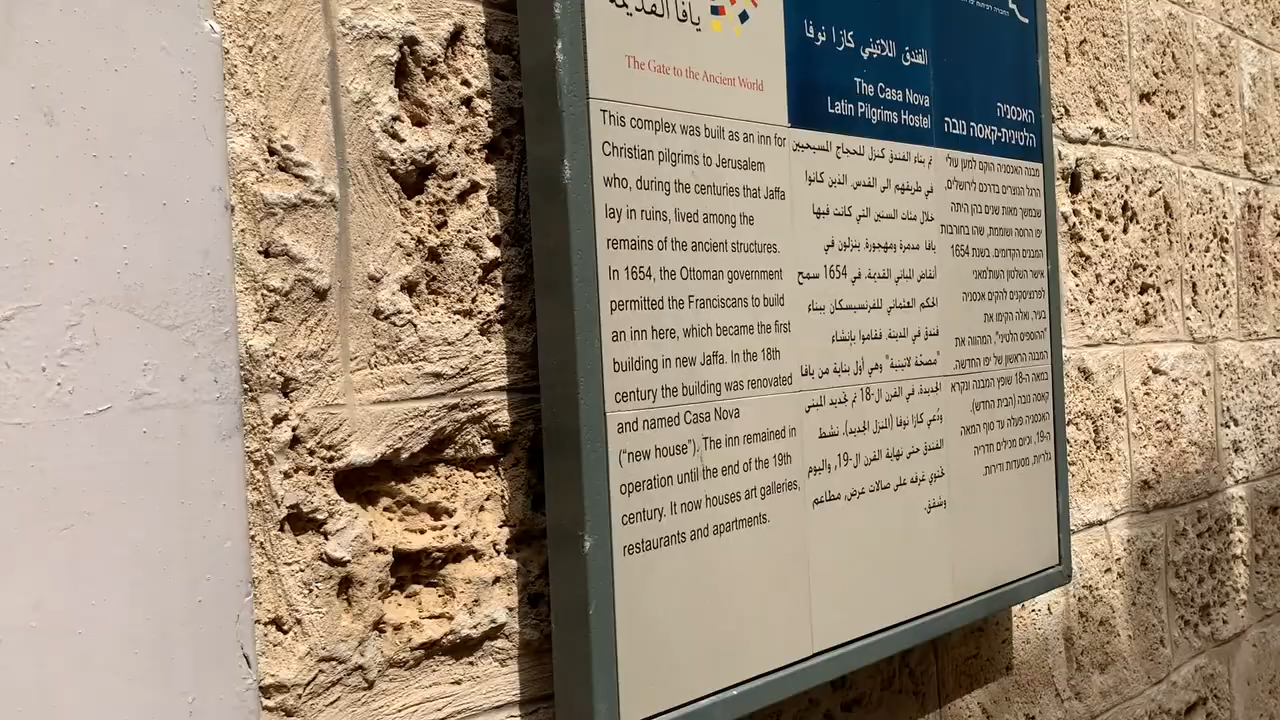 يافا القديمة
The Gate to the Ancient World
الفندق اللاتيني كازا نوفا
The Casa Nova
Latin Pilgrims Hostel
האכסניה
הלטינית-קאסה נובה
This complex was built as an inn for
Christian pilgrims to Jerusalem
who, during the centuries that Jaffa
lay in ruins, lived among the
remains of the ancient structures.
In 1654, the Ottoman government
permitted the Franciscans to build
an inn here, which became the first
building in new Jaffa. In the 18th
century the building was renovated
and named Casa Nova
(“new house”). The inn remained in
operation until the end of the 19th
century. It now houses art galleries,
restaurants and apartments.
تم بناء الفندق كنزل للحجاج المسيحيين
في طريقهم الى القدس، الذين كانوا
خلال مئات السنين التي كانت فيها
يافا مدمرة ومهجورة، ينزلون في
أنقاض المباني القديمة. في 1654 سمح
الحكم العثماني للفرنسيسكان ببناء
فندق في المدينة، فقاموا بإنشاء
"مصحّة لاتينية" وهي أول بناية من يافا
الجديدة. في القرن ال-18 تم تجديد المبنى
ودعي كازا نوفا (المنزل الجديد). نشط
الفندق حتى نهاية القرن ال-19، واليوم
تحتوي غرفه على صالات عرض، مطاعم
وشقق.
מבנה האכסניה הוקם למען עולי
הרגל הנוצרים בדרכם לירושלים,
שבמשך מאות שנים בהן היתה
יפו הרוסה ושוממת, שהו בחורבות
המבנים הקדומים. בשנת 1654
אישר השלטון העות'מאני
לפרנציסקנים להקים אכסניה
בעיר, ואלה הקימו את
"ההוספיס הלטיני", המהווה את
המבנה הראשון של יפו החדשה.
במאה ה-18 שופץ המבנה ונקרא
קאסה נובה (הבית החדש).
האכסניה פעלה עד סוף המאה
ה-19, וכיום מכילים חדריה
גלריות, מסעדות ודירות.